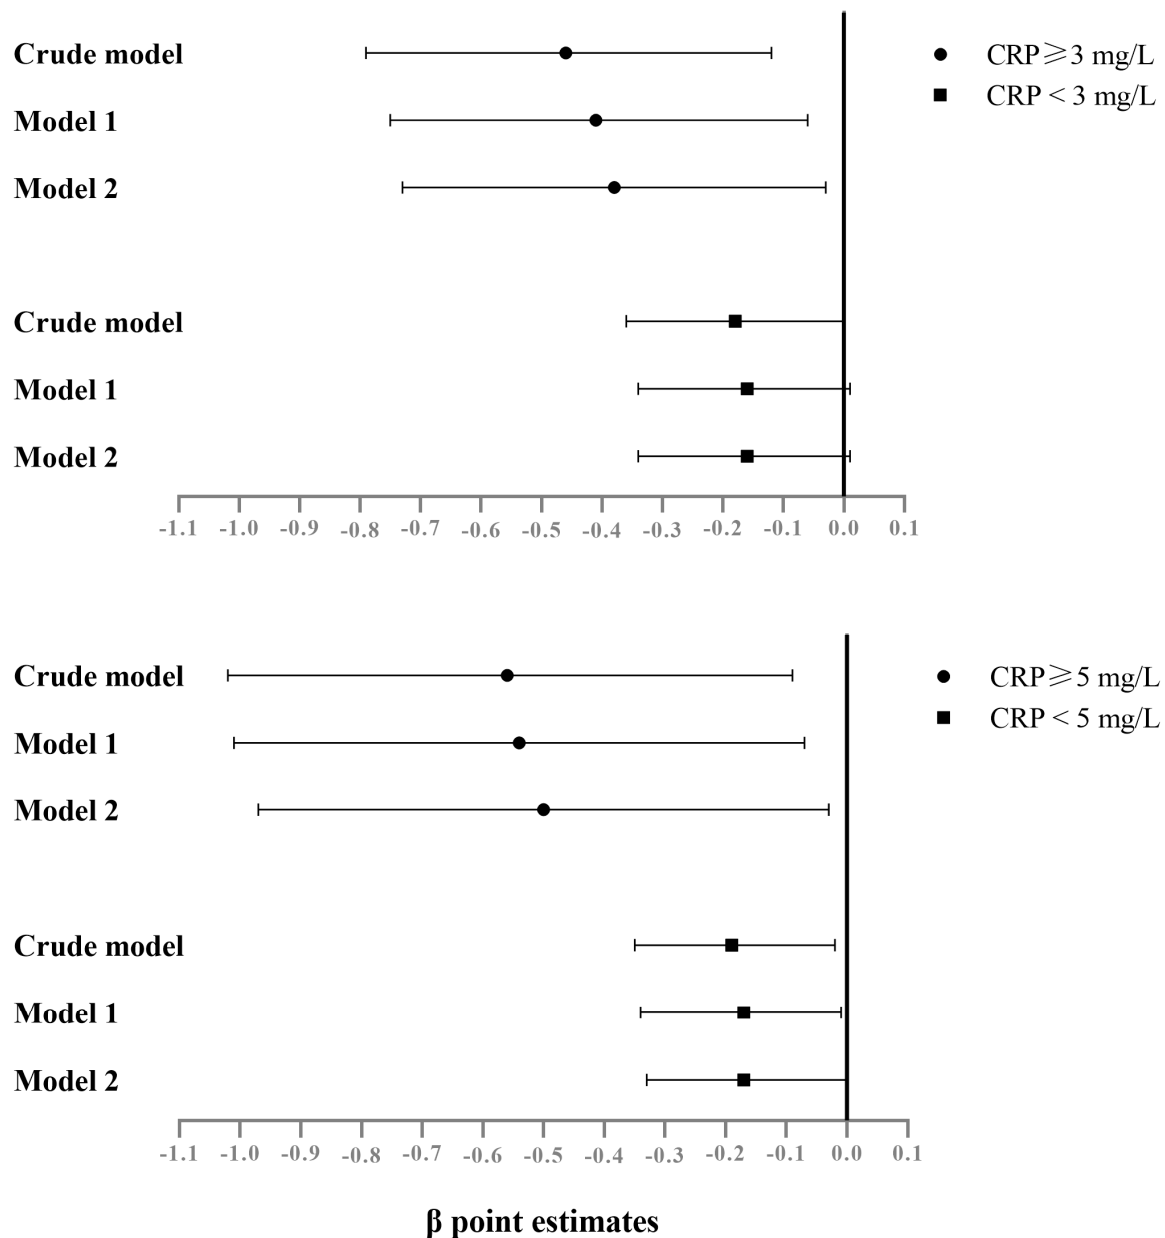 Crude model
CRP ≥ 3 mg/L
CRP < 3 mg/L
Model 1
Model 2
Crude model
Model 1
Model 2
-1.1 -1.0 -0.9 -0.8 -0.7 -0.6 -0.5 -0.4 -0.3 -0.2 -0.1 0.0 0.1
Crude model
CRP ≥ 5 mg/L
CRP < 5 mg/L
Model 1
Model 2
Crude model
Model 1
Model 2
-1.1 -1.0 -0.9 -0.8 -0.7 -0.6 -0.5 -0.4 -0.3 -0.2 -0.1 0.0 0.1
β point estimates